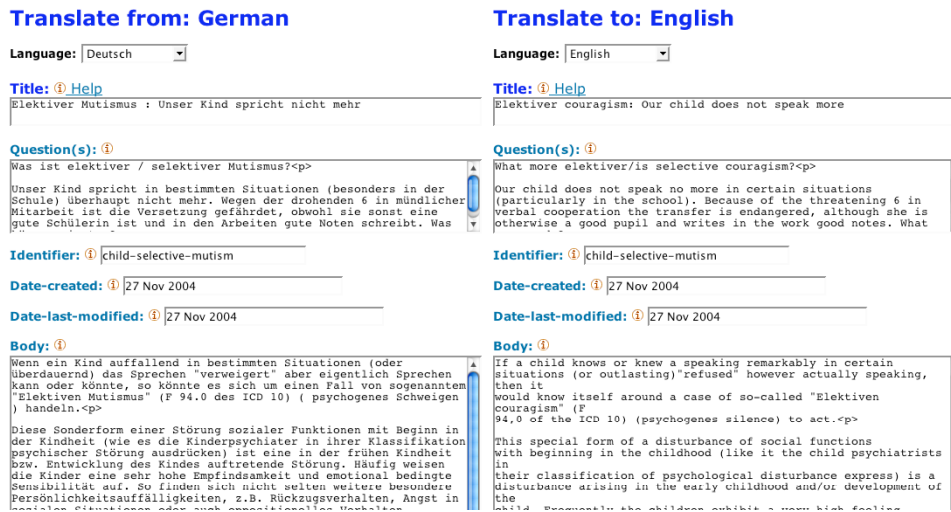 Translate from: German
Language: Deutsch
Title: Help
Elektiver Mutismus : Unser Kind spricht nicht mehr
Question(s):
Was ist elektiver / selektiver Mutismus?<p>
Unser Kind spricht in bestimmten Situationen (besonders in der
Schule) überhaupt nicht mehr. Wegen der drohenden 6 in mündlicher
Mitarbeit ist die Versetzung gefährdet, obwohl sie sonst eine
gute Schülerin ist und in den Arbeiten gute Noten schreibt. Was
Identifier: child-selective-mutism
Date-created: 27 Nov 2004
Date-last-modified: 27 Nov 2004
Body:
Wenn ein Kind auffallend in bestimmten Situationen (oder
überdauernd) das Sprechen "verweigert" aber eigentlich Sprechen
kann oder könnte, so könnte es sich um einen Fall von sogenanntem
"Elektiven Mutismus" (F 94.0 des ICD 10) ( psychogenes Schweigen
) handeln.<p>
Diese Sonderform einer Störung sozialer Funktionen mit Beginn in
der Kindheit (wie es die Kinderpsychiater in ihrer Klassifikation
psychischer Störung ausdrücken) ist eine in der frühen Kindheit
bzw. Entwicklung des Kindes auftretende Störung. Häufig weisen
die Kinder eine sehr hohe Empfindsamkeit und emotional bedingte
Sensibilität auf. So finden sich nicht selten weitere besondere
Persönlichkeitsauffälligkeiten, z.B. Rückzugsverhalten, Angst in
sozialen Situationen oder auch oppositionelles Verhalten
Translate to: English
Language: English
Title: Help
Elektiver couragism: Our child does not speak more
Question(s):
What more elektiver/is selective couragism?<p>
Our child does not speak no more in certain situations
(particularly in the school). Because of the threatening 6 in
verbal cooperation the transfer is endangered, although she is
otherwise a good pupil and writes in the work good notes. What
Identifier: child-selective-mutism
Date-created: 27 Nov 2004
Date-last-modified: 27 Nov 2004
Body:
If a child knows or knew a speaking remarkably in certain
situations (or outlasting)"refused" however actually speaking,
then it
would know itself around a case of so-called "Elektiven
couragism" (F
94,0 of the ICD 10) (psychogenes silence) to act.<p>
This special form of a disturbance of social functions
with beginning in the childhood (like it the child psychiatrists
in
their classification of psychological disturbance express) is a
disturbance arising in the early childhood and/or development of
the
child. Frequently the children exhibit a very high feeling